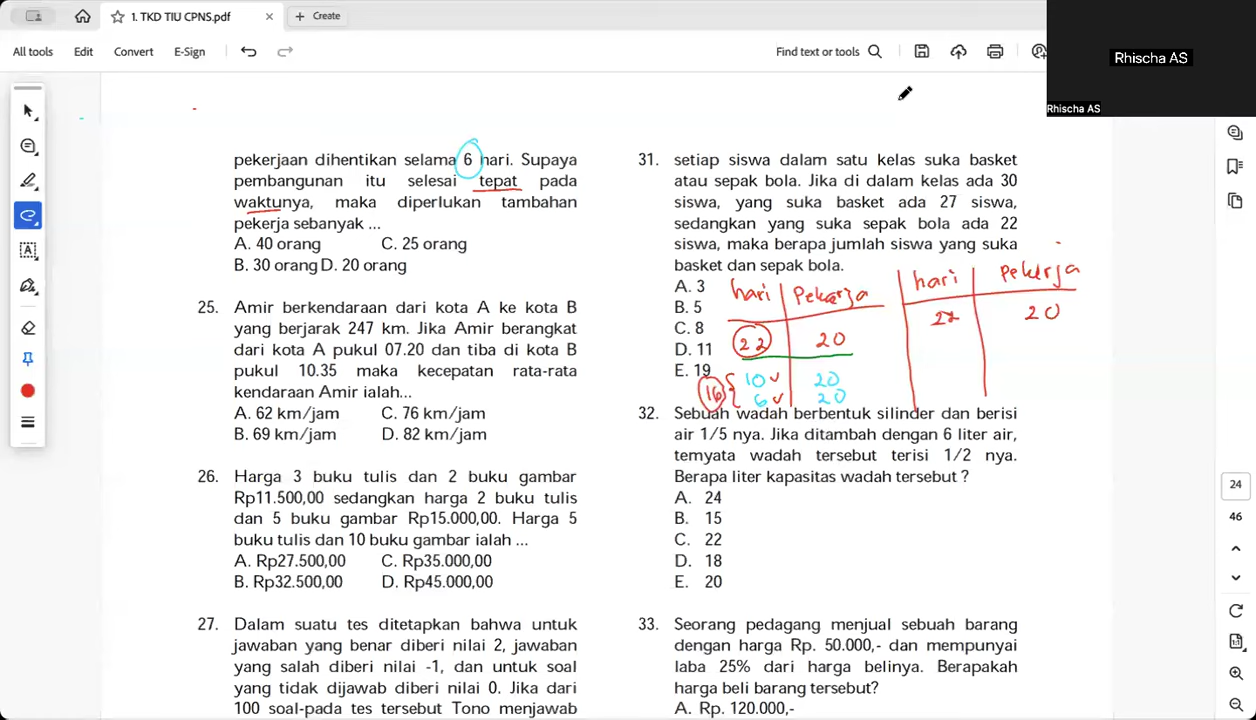 1. TKD TIU CPNS.pdf
Create
All tools
Edit
Convert
E-Sign
Find text or tools
Rhischa AS
Rhischa AS
pekerjaan dihentikan selama 6 hari. Supaya
pembangunan itu selesai tepat pada
waktunya, maka diperlukan tambahan
pekerja sebanyak ...
A. 40 orang C. 25 orang
B. 30 orang D. 20 orang
25. Amir berkendaraan dari kota A ke kota B
yang berjarak 247 km. Jika Amir berangkat
dari kota A pukul 07.20 dan tiba di kota B
pukul 10.35 maka kecepatan rata-rata
kendaraan Amir ialah...
A. 62 km/jam C. 76 km/jam
B. 69 km/jam D. 82 km/jam
26. Harga 3 buku tulis dan 2 buku gambar
Rp11.500,00 sedangkan harga 2 buku tulis
dan 5 buku gambar Rp15.000,00. Harga 5
buku tulis dan 10 buku gambar ialah ...
A. Rp27.500,00 C. Rp35.000,00
B. Rp32.500,00 D. Rp45.000,00
27. Dalam suatu tes ditetapkan bahwa untuk
jawaban yang benar diberi nilai 2, jawaban
yang salah diberi nilai -1, dan untuk soal
yang tidak dijawab diberi nilai 0. Jika dari
100 soal-pada tes tersebut Tono menjawab
31. setiap siswa dalam satu kelas suka basket
atau sepak bola. Jika di dalam kelas ada 30
siswa, yang suka basket ada 27 siswa,
sedangkan yang suka sepak bola ada 22
siswa, maka berapa jumlah siswa yang suka
basket dan sepak bola.
A. 3
B. 5
C. 8
D. 11
E. 19
hari Pekerja
22 20
10 20
6 20
16
hari Pekerja
22 20
32. Sebuah wadah berbentuk silinder dan berisi
air 1/5 nya. Jika ditambah dengan 6 liter air,
temyata wadah tersebut terisi 1/2 nya.
Berapa liter kapasitas wadah tersebut ?
A. 24
B. 15
C. 22
D. 18
E. 20
33. Seorang pedagang menjual sebuah barang
dengan harga Rp. 50.000,- dan mempunyai
laba 25% dari harga belinya. Berapakah
harga beli barang tersebut?
A. Rp. 120.000,-
24
46